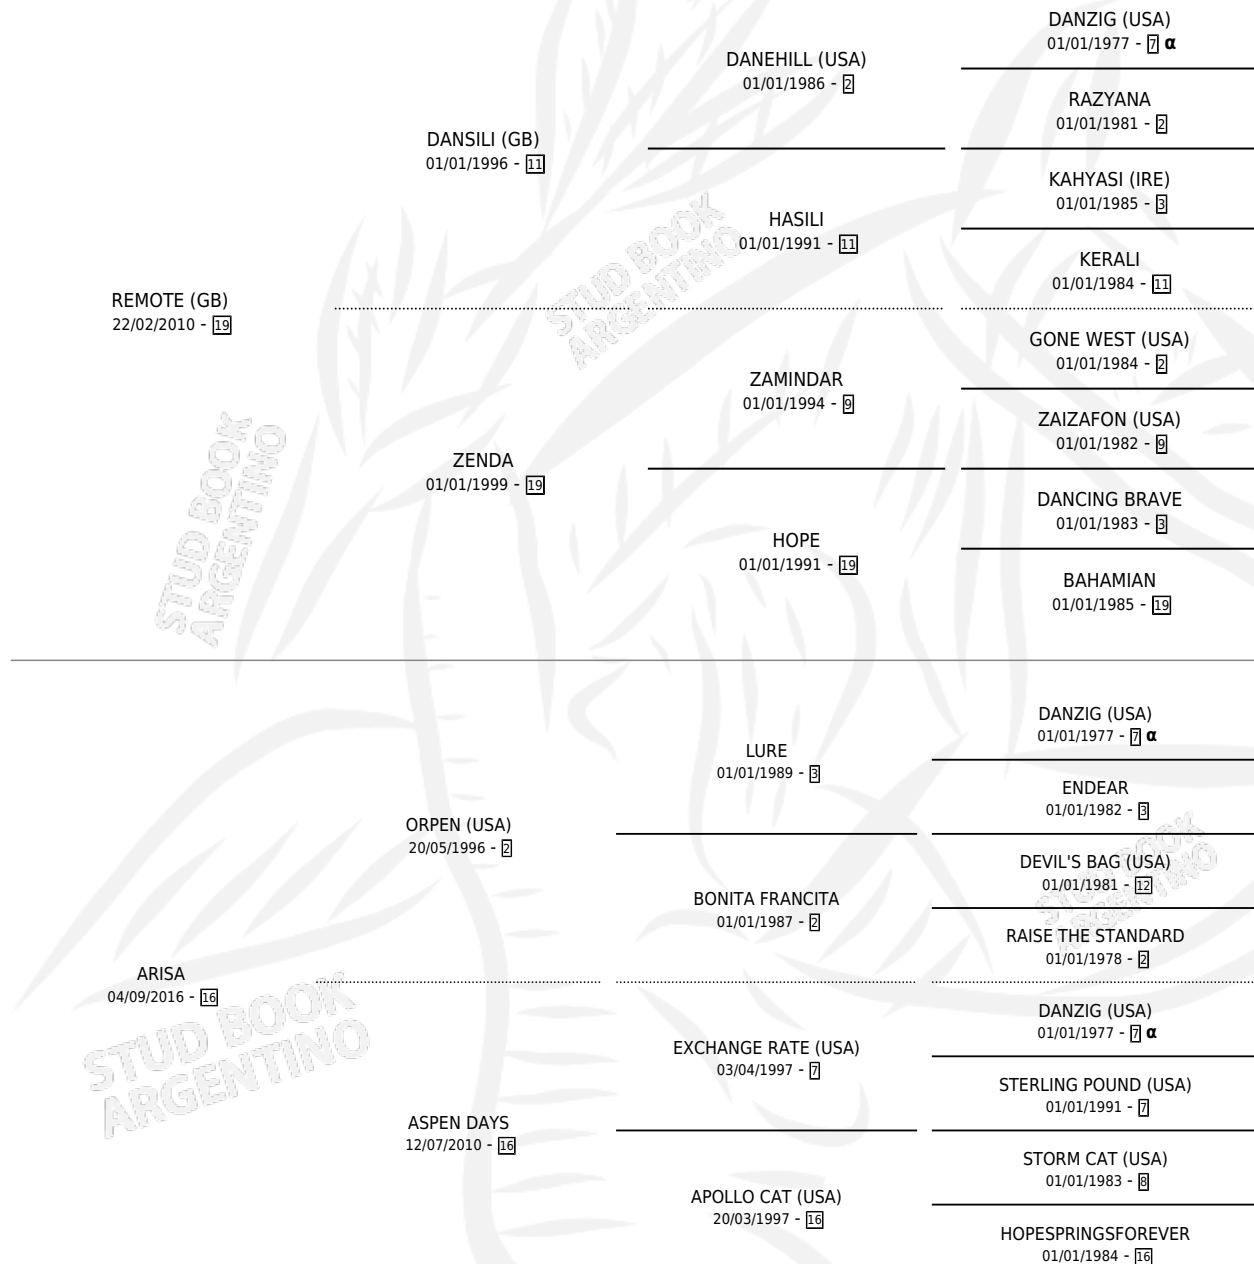 DANZIG (USA)
01/01/1977 - 7 α
DANEHILL (USA)
01/01/1986 - 2
RAZYANA
01/01/1981 - 2
DANSILI (GB)
01/01/1996 - 11
KAHYASI (IRE)
01/01/1985 - 3
HASILI
01/01/1991 - 11
KERALI
01/01/1984 - 11
REMOTE (GB)
22/02/2010 - 19
GONE WEST (USA)
01/01/1984 - 2
ZAMINDAR
01/01/1994 - 9
ZAIZAFON (USA)
01/01/1982 - 9
ZENDA
01/01/1999 - 19
DANCING BRAVE
01/01/1983 - 3
HOPE
01/01/1991 - 19
BAHAMIAN
01/01/1985 - 19
DANZIG (USA)
01/01/1977 - 7 α
LURE
01/01/1989 - 3
ENDEAR
01/01/1982 - 3
ORPEN (USA)
20/05/1996 - 2
DEVIL'S BAG (USA)
01/01/1981 - 12
BONITA FRANCITA
01/01/1987 - 2
RAISE THE STANDARD
01/01/1978 - 2
ARISA
04/09/2016 - 16
DANZIG (USA)
01/01/1977 - 7 α
EXCHANGE RATE (USA)
03/04/1997 - 7
STERLING POUND (USA)
01/01/1991 - 7
ASPEN DAYS
12/07/2010 - 16
STORM CAT (USA)
01/01/1983 - 8
APOLLO CAT (USA)
20/03/1997 - 16
HOPESPRINGSFOREVER
01/01/1984 - 16
STUD BOOK
ARGENTINO
STUD BOOK
ARGENTINO
STUD BOOK
ARGENTINO
STUD BOOK
ARGENTINO